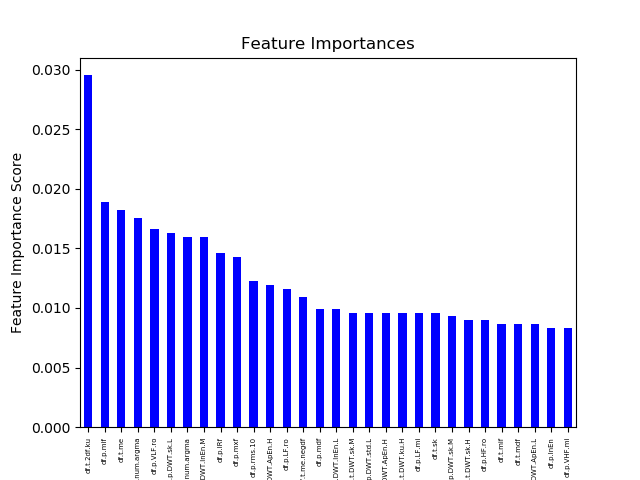 Feature Importances
Feature Importance Score
0.030
0.025
0.020
0.015
0.010
0.005
0.000
df.t.2df.ku
df.p.mif
df.t.me
.num.argma
df.p.VLF.ro
.p.DWT.sk.L
num.argma
DWT.InEn.M
df.p.IRF
df.p.mxf
df.p.rms.10
DWT.ApEn.H
df.p.LF.ro
.t.me.negdf
df.p.mdf
.DWT.InEn.L
.t.DWT.sk.M
p.DWT.std.L
DWT.ApEn.H
.t.DWT.ku.H
df.p.LF.mi
df.t.sk
p.DWT.sk.M
.t.DWT.sk.H
df.p.HF.ro
df.t.mif
df.t.mdf
DWT.ApEn.L
df.p.InEn
df.p.VHF.mi